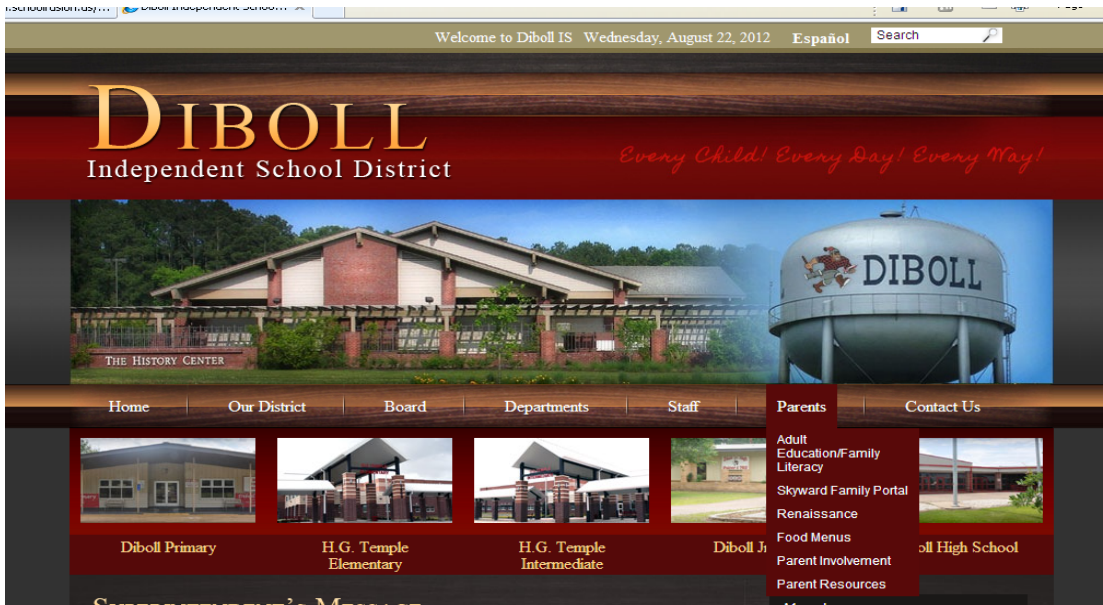 Welcome to Diboll IS Wednesday, August 22, 2012 Español Search
DIBOLL
Independent School District
Every Child! Every Day! Every Way!
DIBOLL
THE HISTORY CENTER
Home Our District Board Departments Staff Parents Contact Us
Adult
Education/Family
Literacy
Skyward Family Portal
Renaissance
Food Menus
Parent Involvement
Parent Resources
Diboll Primary
H.G. Temple
Elementary
H.G. Temple
Intermediate
Diboll
High School
SUPERINTENDENT'S MESSAGE